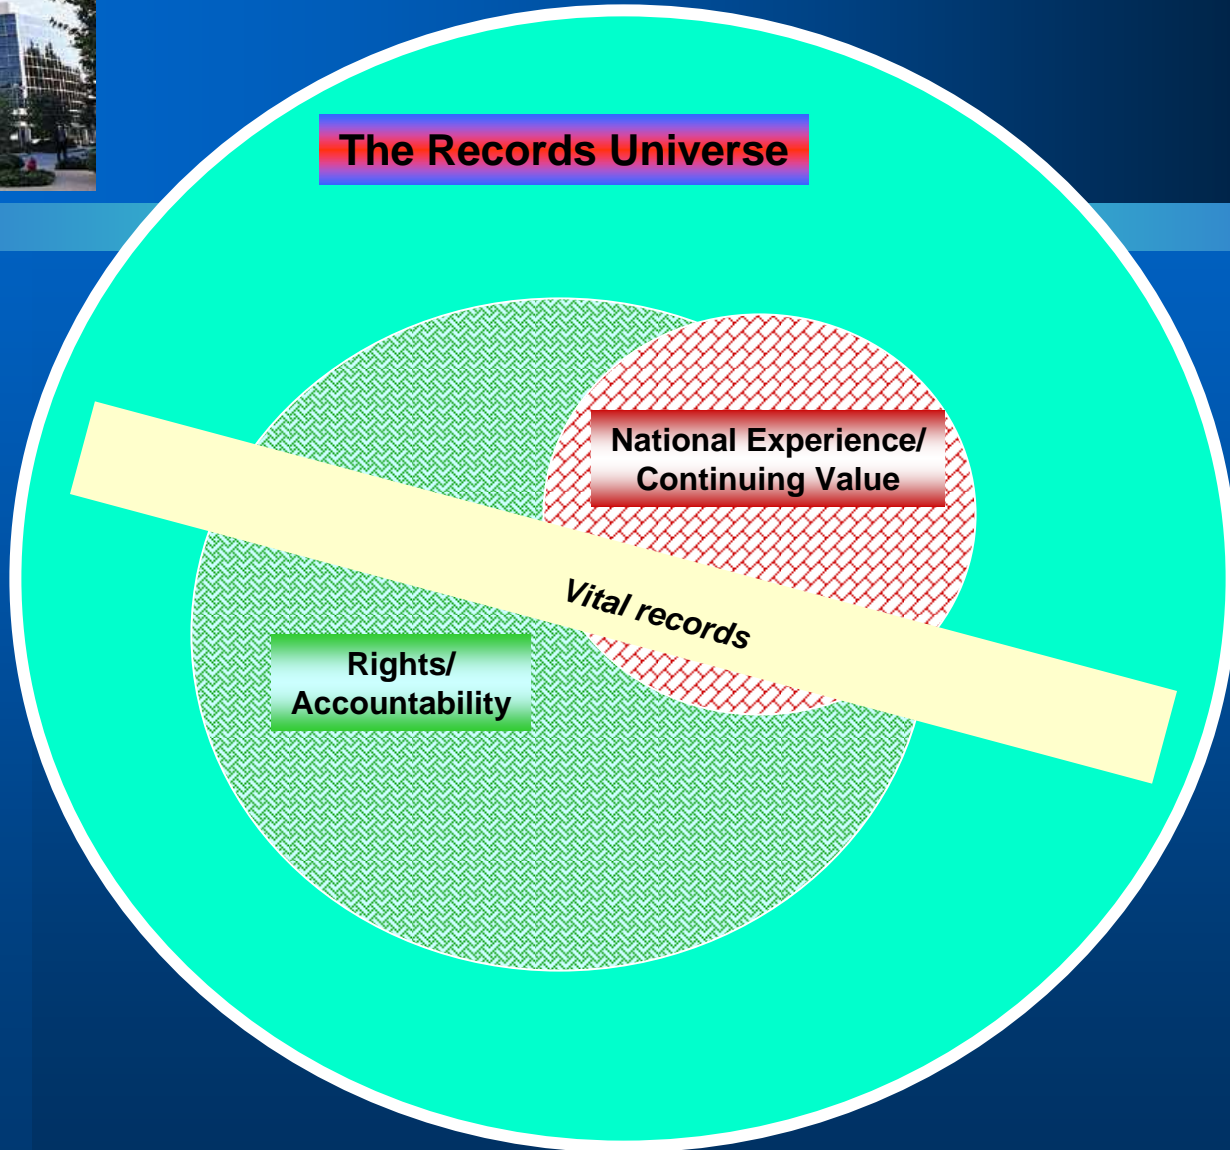 The Records Universe
National Experience/
Continuing Value
Vital records
Rights/
Accountability